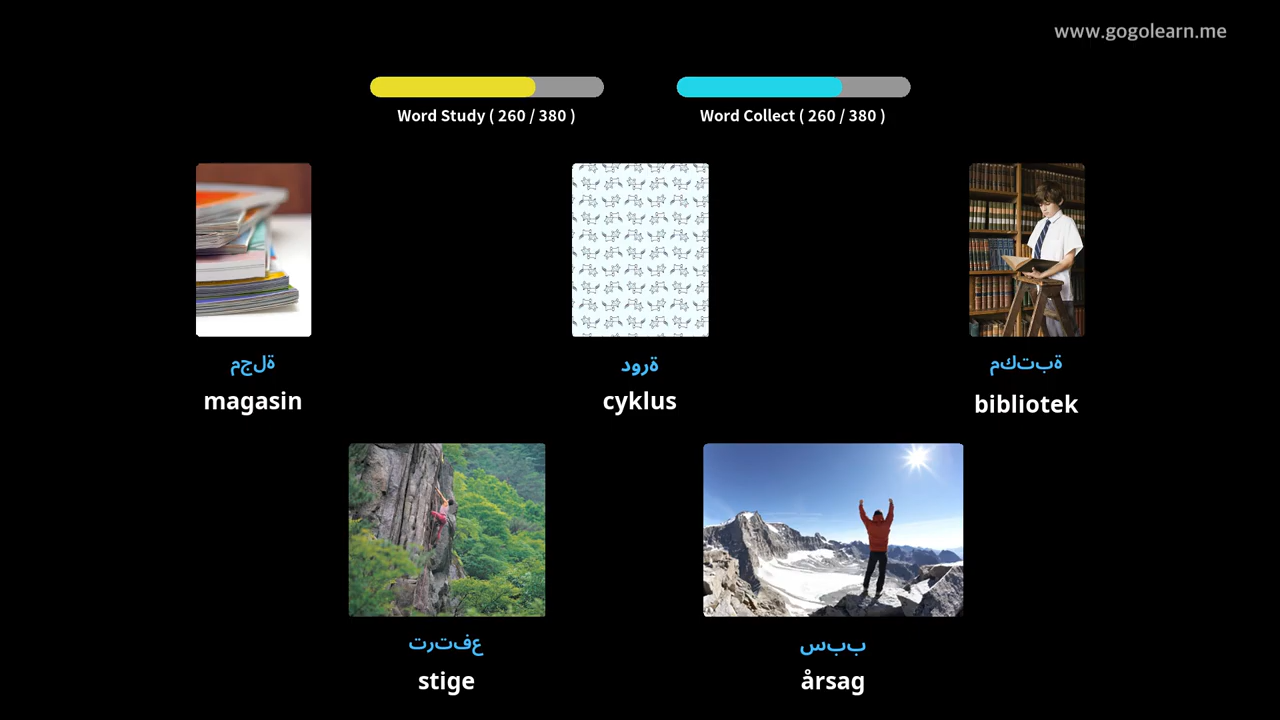 www.gogolearn.me
Word Study ( 260 / 380 )
Word Collect ( 260 / 380 )
مجلة
دورة
مكتبة
magasin
cyklus
bibliotek
ترتفع
سبب
stige
årsag